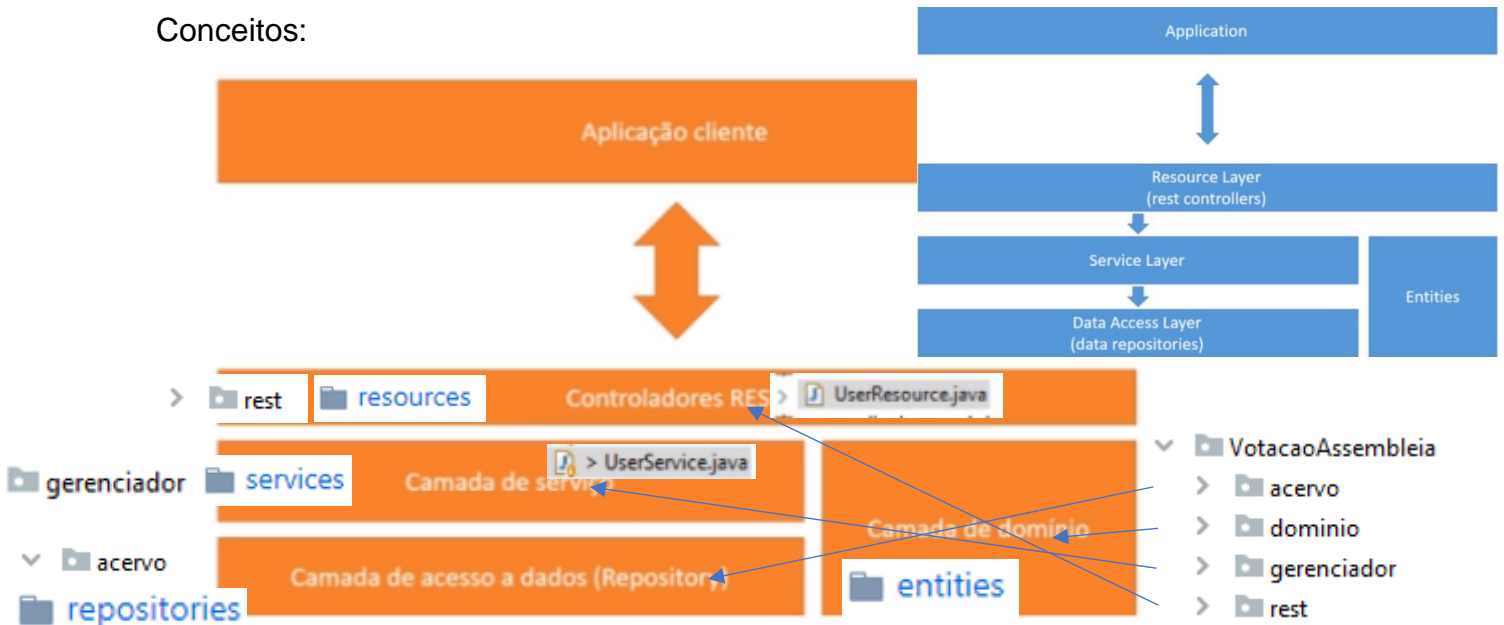 Conceitos:
Application
Aplicação cliente
Resource Layer
(rest controllers)
Service Layer
Entities
Data Access Layer
(data repositories)
rest
resources
Controladores RES
> UserResource.java
gerenciador
services
Camada de serviço
> UserService.java
Camada de domínio
acervo
repositories
Camada de acesso a dados (Repository)
entities
VotacaoAssembleia
> acervo
> dominio
> gerenciador
> rest